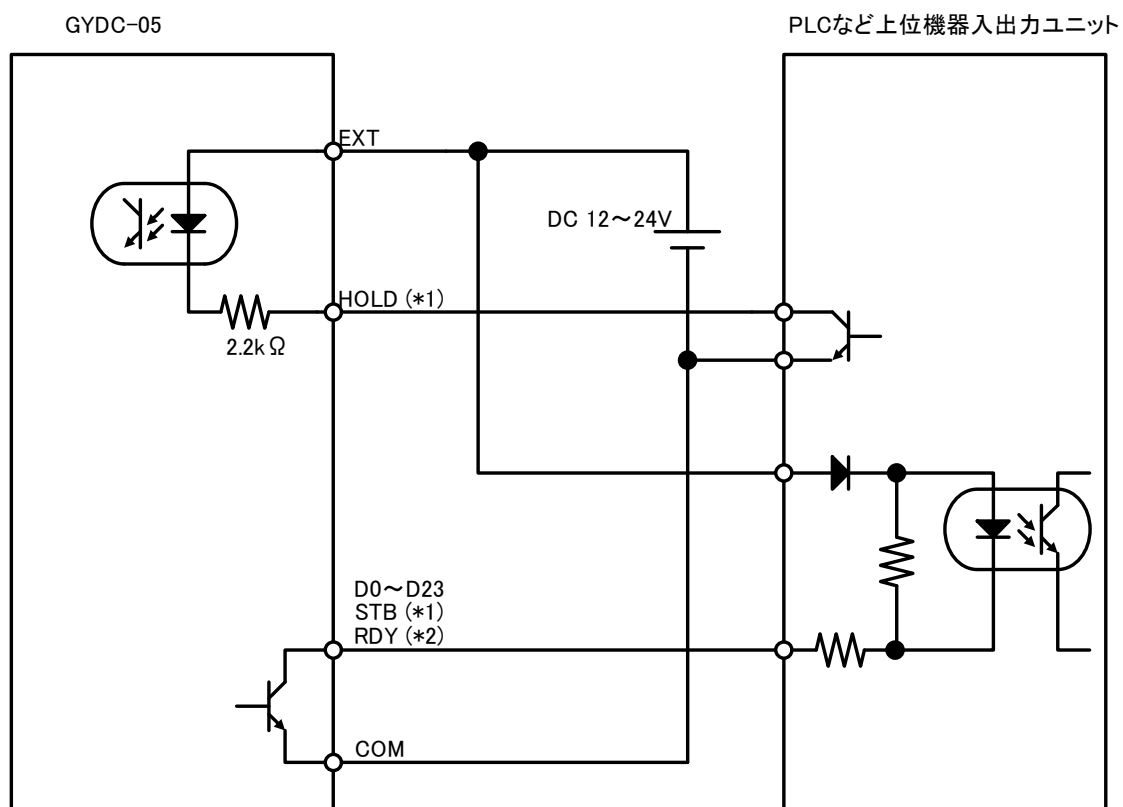 GYDC-05
PLCなど上位機器入出力ユニット
EXT
DC 12～24V
HOLD (*1)
2.2kΩ
D0～D23
STB (*1)
RDY (*2)
COM